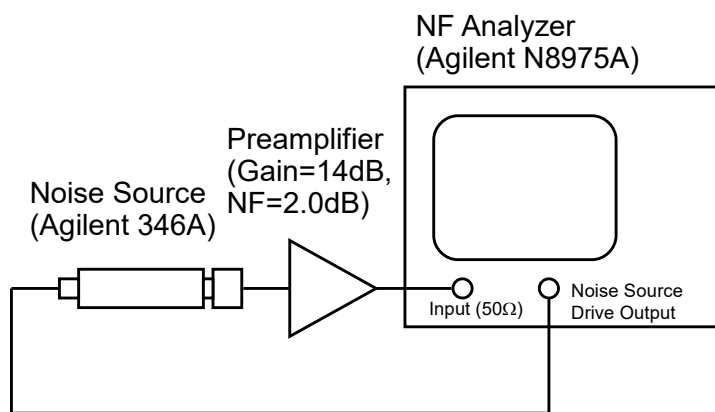 NF Analyzer
(Agilent N8975A)
Preamplifier
(Gain=14dB,
NF=2.0dB)
Noise Source
(Agilent 346A)
Input (50Ω)
Noise Source
Drive Output